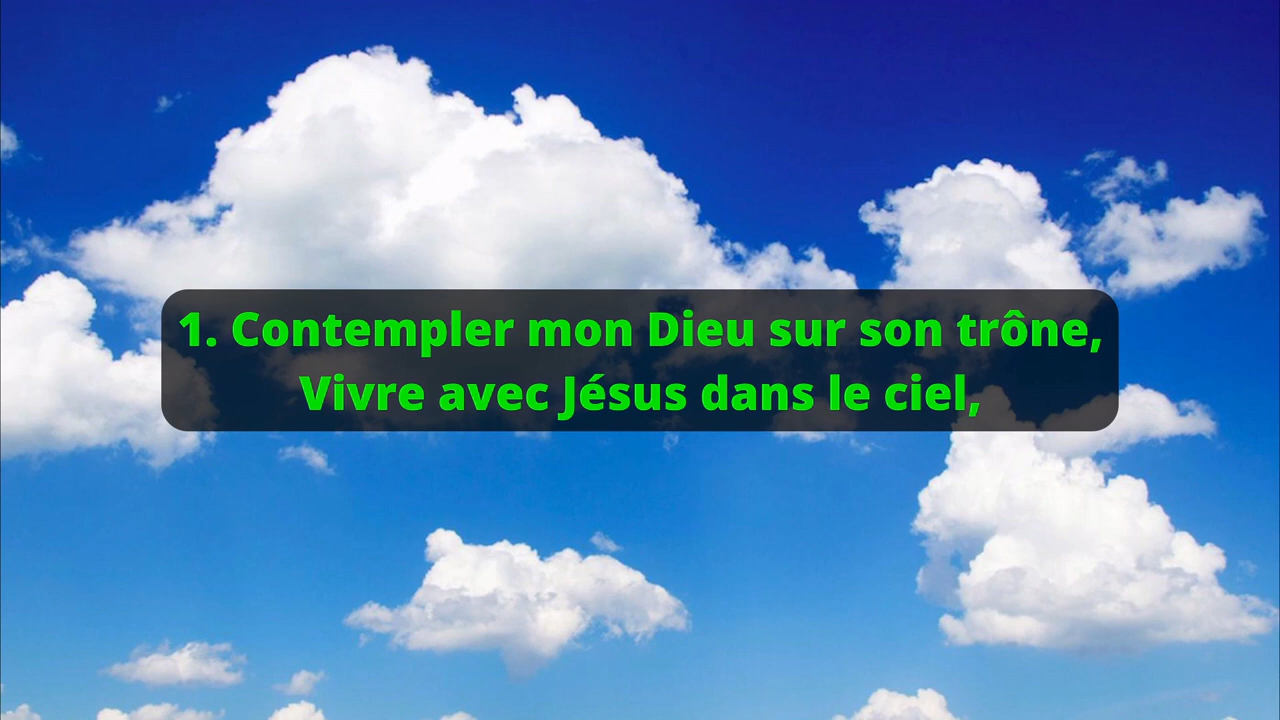 1. Contempler mon Dieu sur son trône,
Vivre avec Jésus dans le ciel,